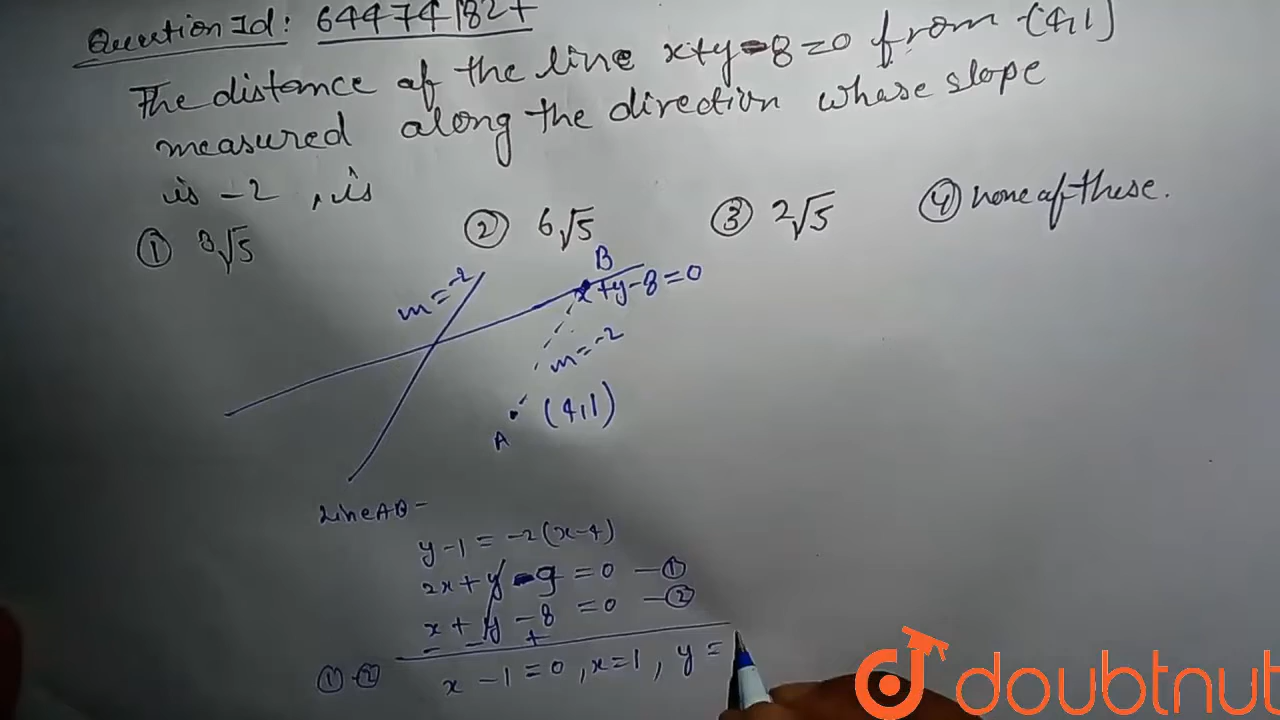 Question Id: 644741827
The distance of the line x+y-8=0 from (4,1)
measured along the direction whose slope
is -2, is
① 3√5 ② 6√5 ③ 2√5 ④ none of these.
B
m=-2
x+y-8=0
m=-2
(4,1)
A
Line AB-
y-1=-2(x-4)
2x+y-9=0 -①
x+y-8=0 -②
- - +
①-② x-1=0, x=1, y=
doubtnut